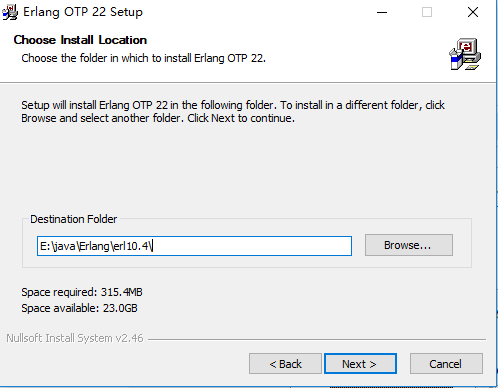 Erlang OTP 22 Setup
Choose Install Location
Choose the folder in which to install Erlang OTP 22.
Setup will install Erlang OTP 22 in the following folder. To install in a different folder, click
Browse and select another folder. Click Next to continue.
Destination Folder
E:\java\Erlang\erl10.4\
Browse...
Space required: 315.4MB
Space available: 23.0GB
Nullsoft Install System v2.46
< Back
Next >
Cancel